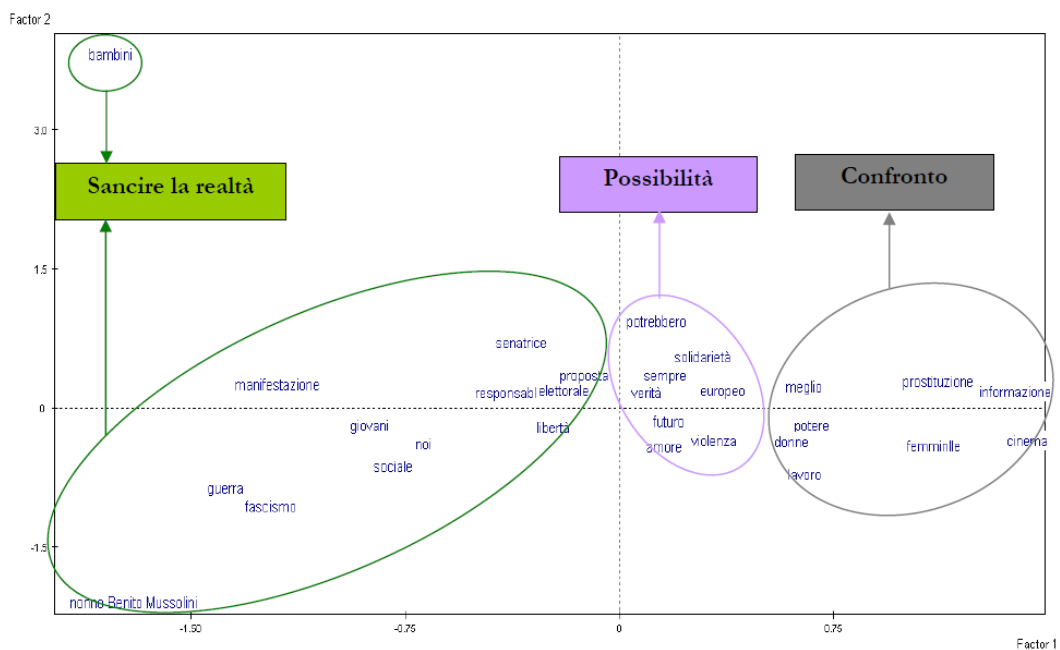 Factor 2
bambini
3.0
Sancire la realtà
Possibilità
Confronto
1.5
potrebbero
senatrice
solidarietà
proposta
sempre
prostituzione
meglio
responsabl
elettorale
verità
europeo
informazione
manifestazione
0
giovani
libertà
futuro
potere
noi
amore
violenza
donne
femminlle
cinema
sociale
lavoro
guerra
fascismo
-1.5
nonno Benito Mussolini
-1.50
-0.75
0
0.75
Factor 1